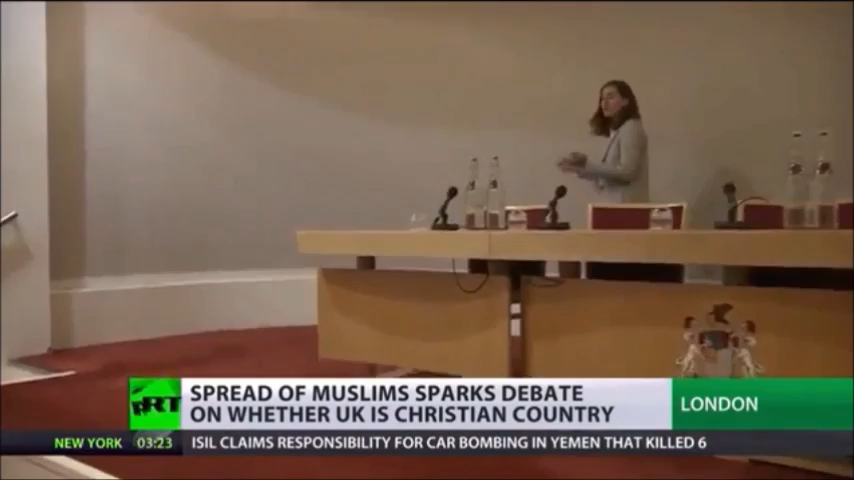 SPREAD OF MUSLIMS SPARKS DEBATE
ON WHETHER UK IS CHRISTIAN COUNTRY
RT
LONDON
NEW YORK 03:23 ISIL CLAIMS RESPONSIBILITY FOR CAR BOMBING IN YEMEN THAT KILLED 6